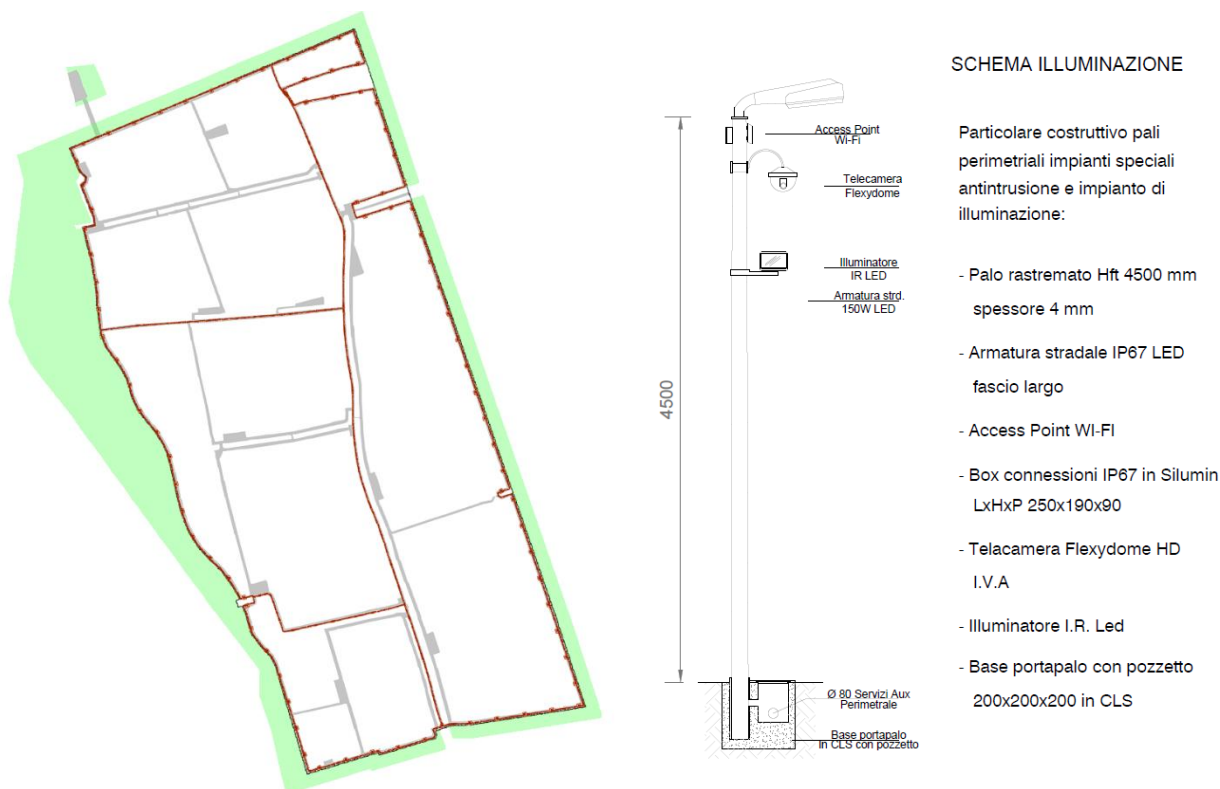 SCHEMA ILLUMINAZIONE
Access Point
WI-FI
Telecamera
Flexydome
Illuminatore
IR LED
Armatura strd.
150W LED
4500
Ø 80 Servizi Aux
Perimetrale
Base portapalo
in CLS con pozzetto
Particolare costruttivo pali
perimetriali impianti speciali
antintrusione e impianto di
illuminazione:
- Palo rastremato Hft 4500 mm
spessore 4 mm
- Armatura stradale IP67 LED
fascio largo
- Access Point WI-FI
- Box connessioni IP67 in Silumin
LxHxP 250x190x90
- Telacamera Flexydome HD
I.V.A
- Illuminatore I.R. Led
- Base portapalo con pozzetto
200x200x200 in CLS